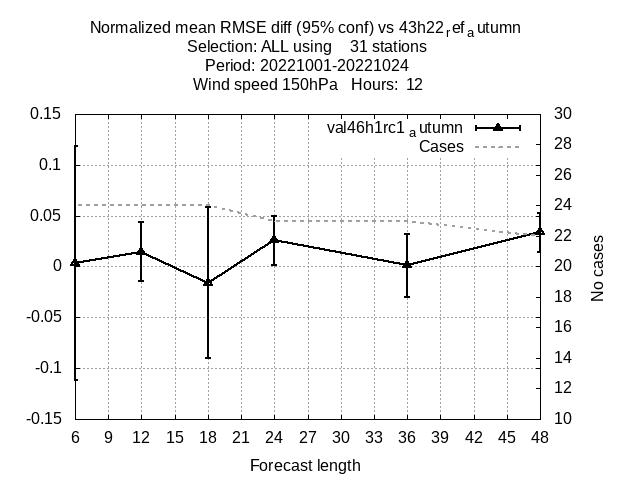 Normalized mean RMSE diff (95% conf) vs 43h22refautumn
Selection: ALL using 31 stations
Period: 20221001-20221024
Wind speed 150hPa Hours: 12
val46h1rc1autumn
Cases
0.15
0.1
0.05
0
-0.05
-0.1
-0.15
30
28
26
24
22
20
18
16
14
12
10
No cases
6 9 12 15 18 21 24 27 30 33 36 39 42 45 48
Forecast length